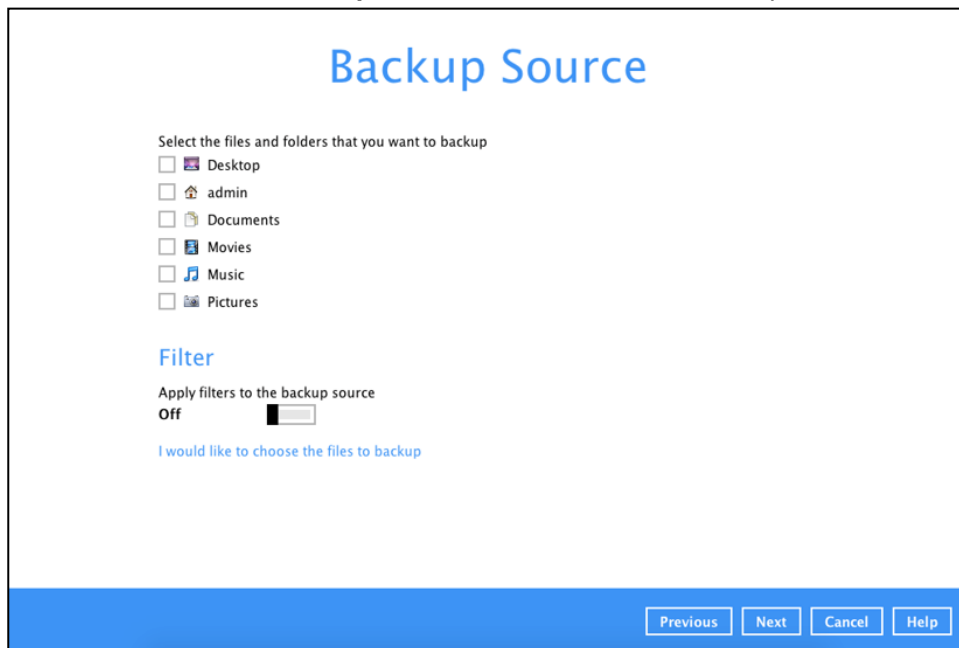 Backup Source
Select the files and folders that you want to backup
Desktop
admin
Documents
Movies
Music
Pictures
Filter
Apply filters to the backup source
Off
I would like to choose the files to backup
Previous Next Cancel Help